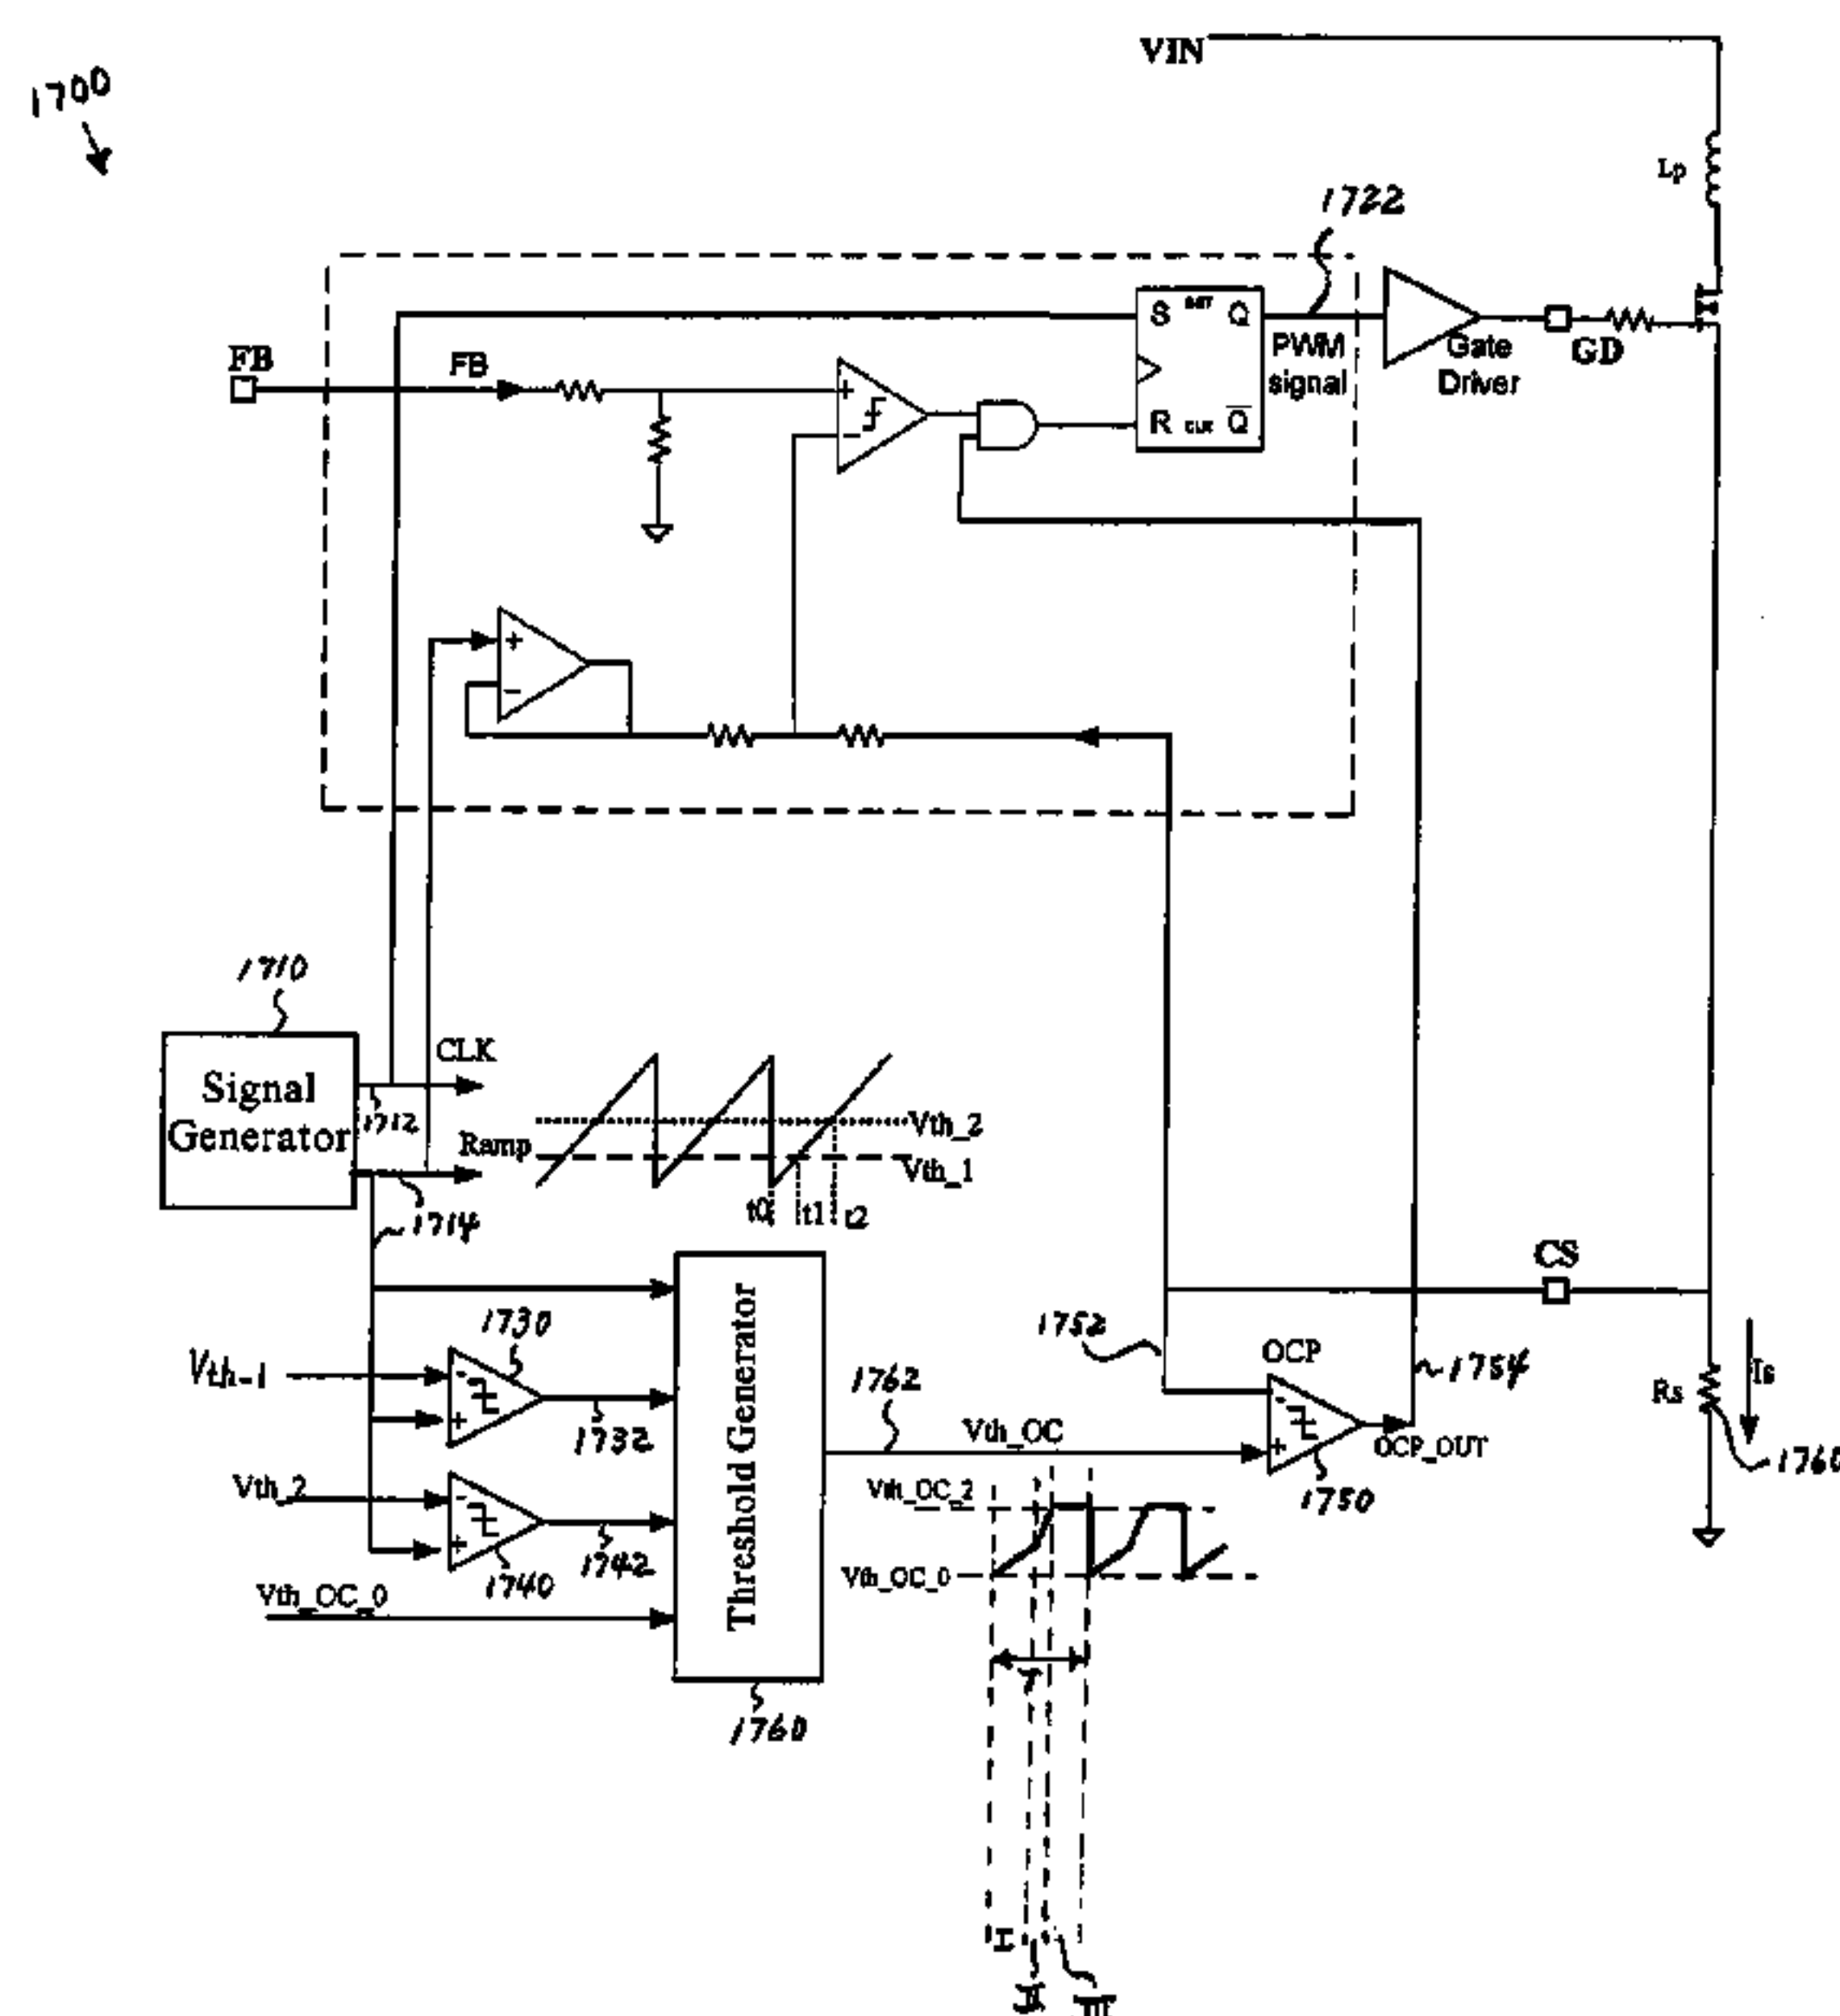 1700
VIN
Lp
1722
S SET Q
PWM
signal
Gate
Driver
GD
FB
FB
+
-
R CLR Q
+
-
1710
Signal
Generator
CLK
1712
Ramp
Vth_2
Vth_1
t0 t1 t2
1714
CS
1730
Vth-1
-
+
1732
Threshold Generator
1752
OCP
1754
Rs
Is
1762
Vth_OC
-
+
OCP_OUT
1760
Vth_2
-
+
1742
1740
Vth_OC_2
1750
Vth_OC_0
Vth_OC_0
T
1760
I
II
III